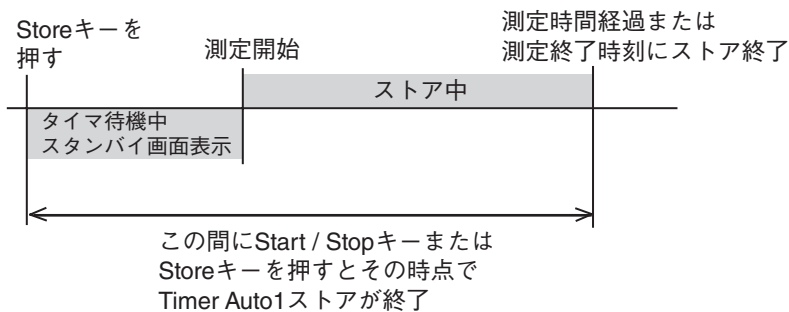 Storeキーを
押す
測定開始
測定時間経過または
測定終了時刻にストア終了
ストア中
タイマ待機中
スタンバイ画面表示
この間にStart / Stopキーまたは
Storeキーを押すとその時点で
Timer Auto1ストアが終了